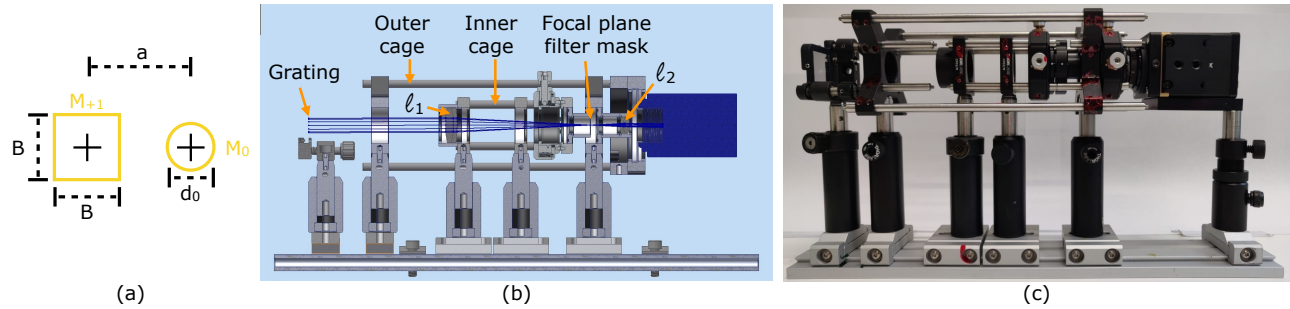 a
M+1
B
B
M0
d0
(a)
Outer
cage
Inner
cage
Focal plane
filter mask
Grating
ℓ1
ℓ2
(b)
(c)